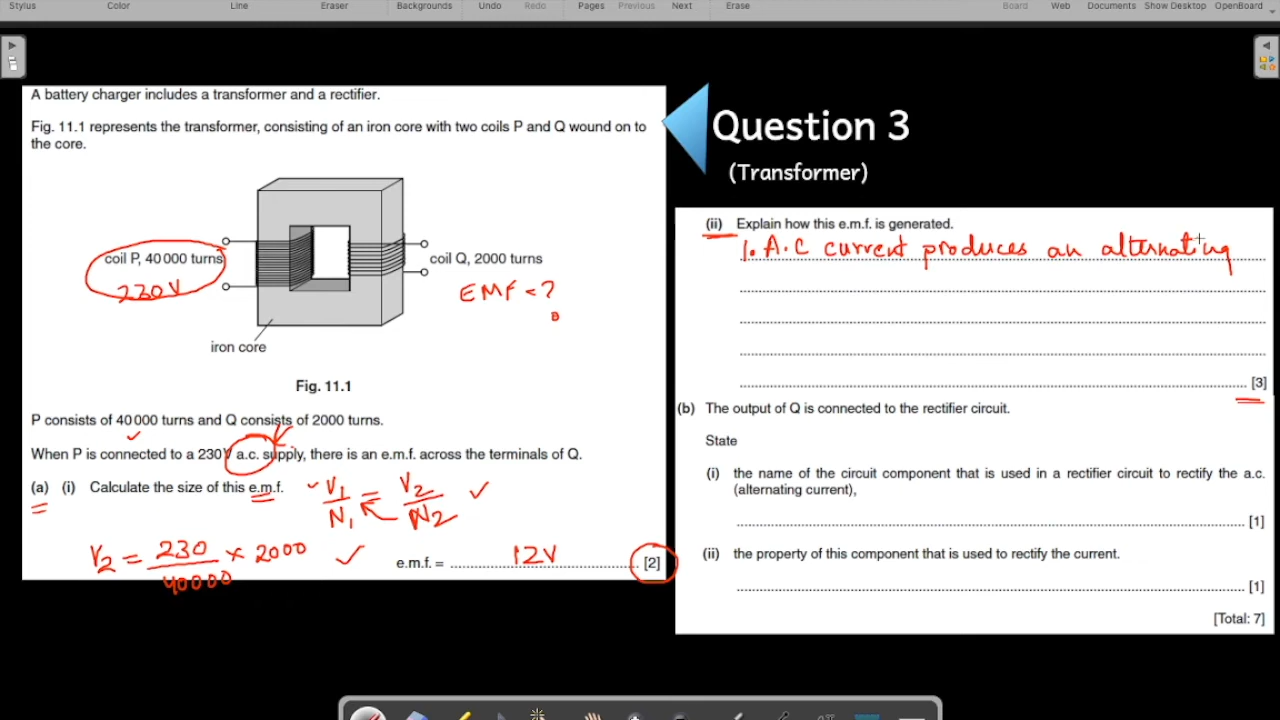 Stylus Color Line Eraser Backgrounds Undo Redo Pages Previous Next Erase Board Web Documents Show Desktop OpenBoard
A battery charger includes a transformer and a rectifier.
Fig. 11.1 represents the transformer, consisting of an iron core with two coils P and Q wound on to
the core.
coil P, 40 000 turns
230V
coil Q, 2000 turns
EMF = ?
iron core
Fig. 11.1
P consists of 40 000 turns and Q consists of 2000 turns.
When P is connected to a 230V a.c. supply, there is an e.m.f. across the terminals of Q.
(a) (i) Calculate the size of this e.m.f.
V1/N1 = V2/N2
V2 = 230/40000 × 2000
e.m.f. = 12V [2]
Question 3
(Transformer)
(ii) Explain how this e.m.f. is generated.
1. A.C current produces an alternating
[3]
(b) The output of Q is connected to the rectifier circuit.
State
(i) the name of the circuit component that is used in a rectifier circuit to rectify the a.c.
(alternating current),
[1]
(ii) the property of this component that is used to rectify the current.
[1]
[Total: 7]